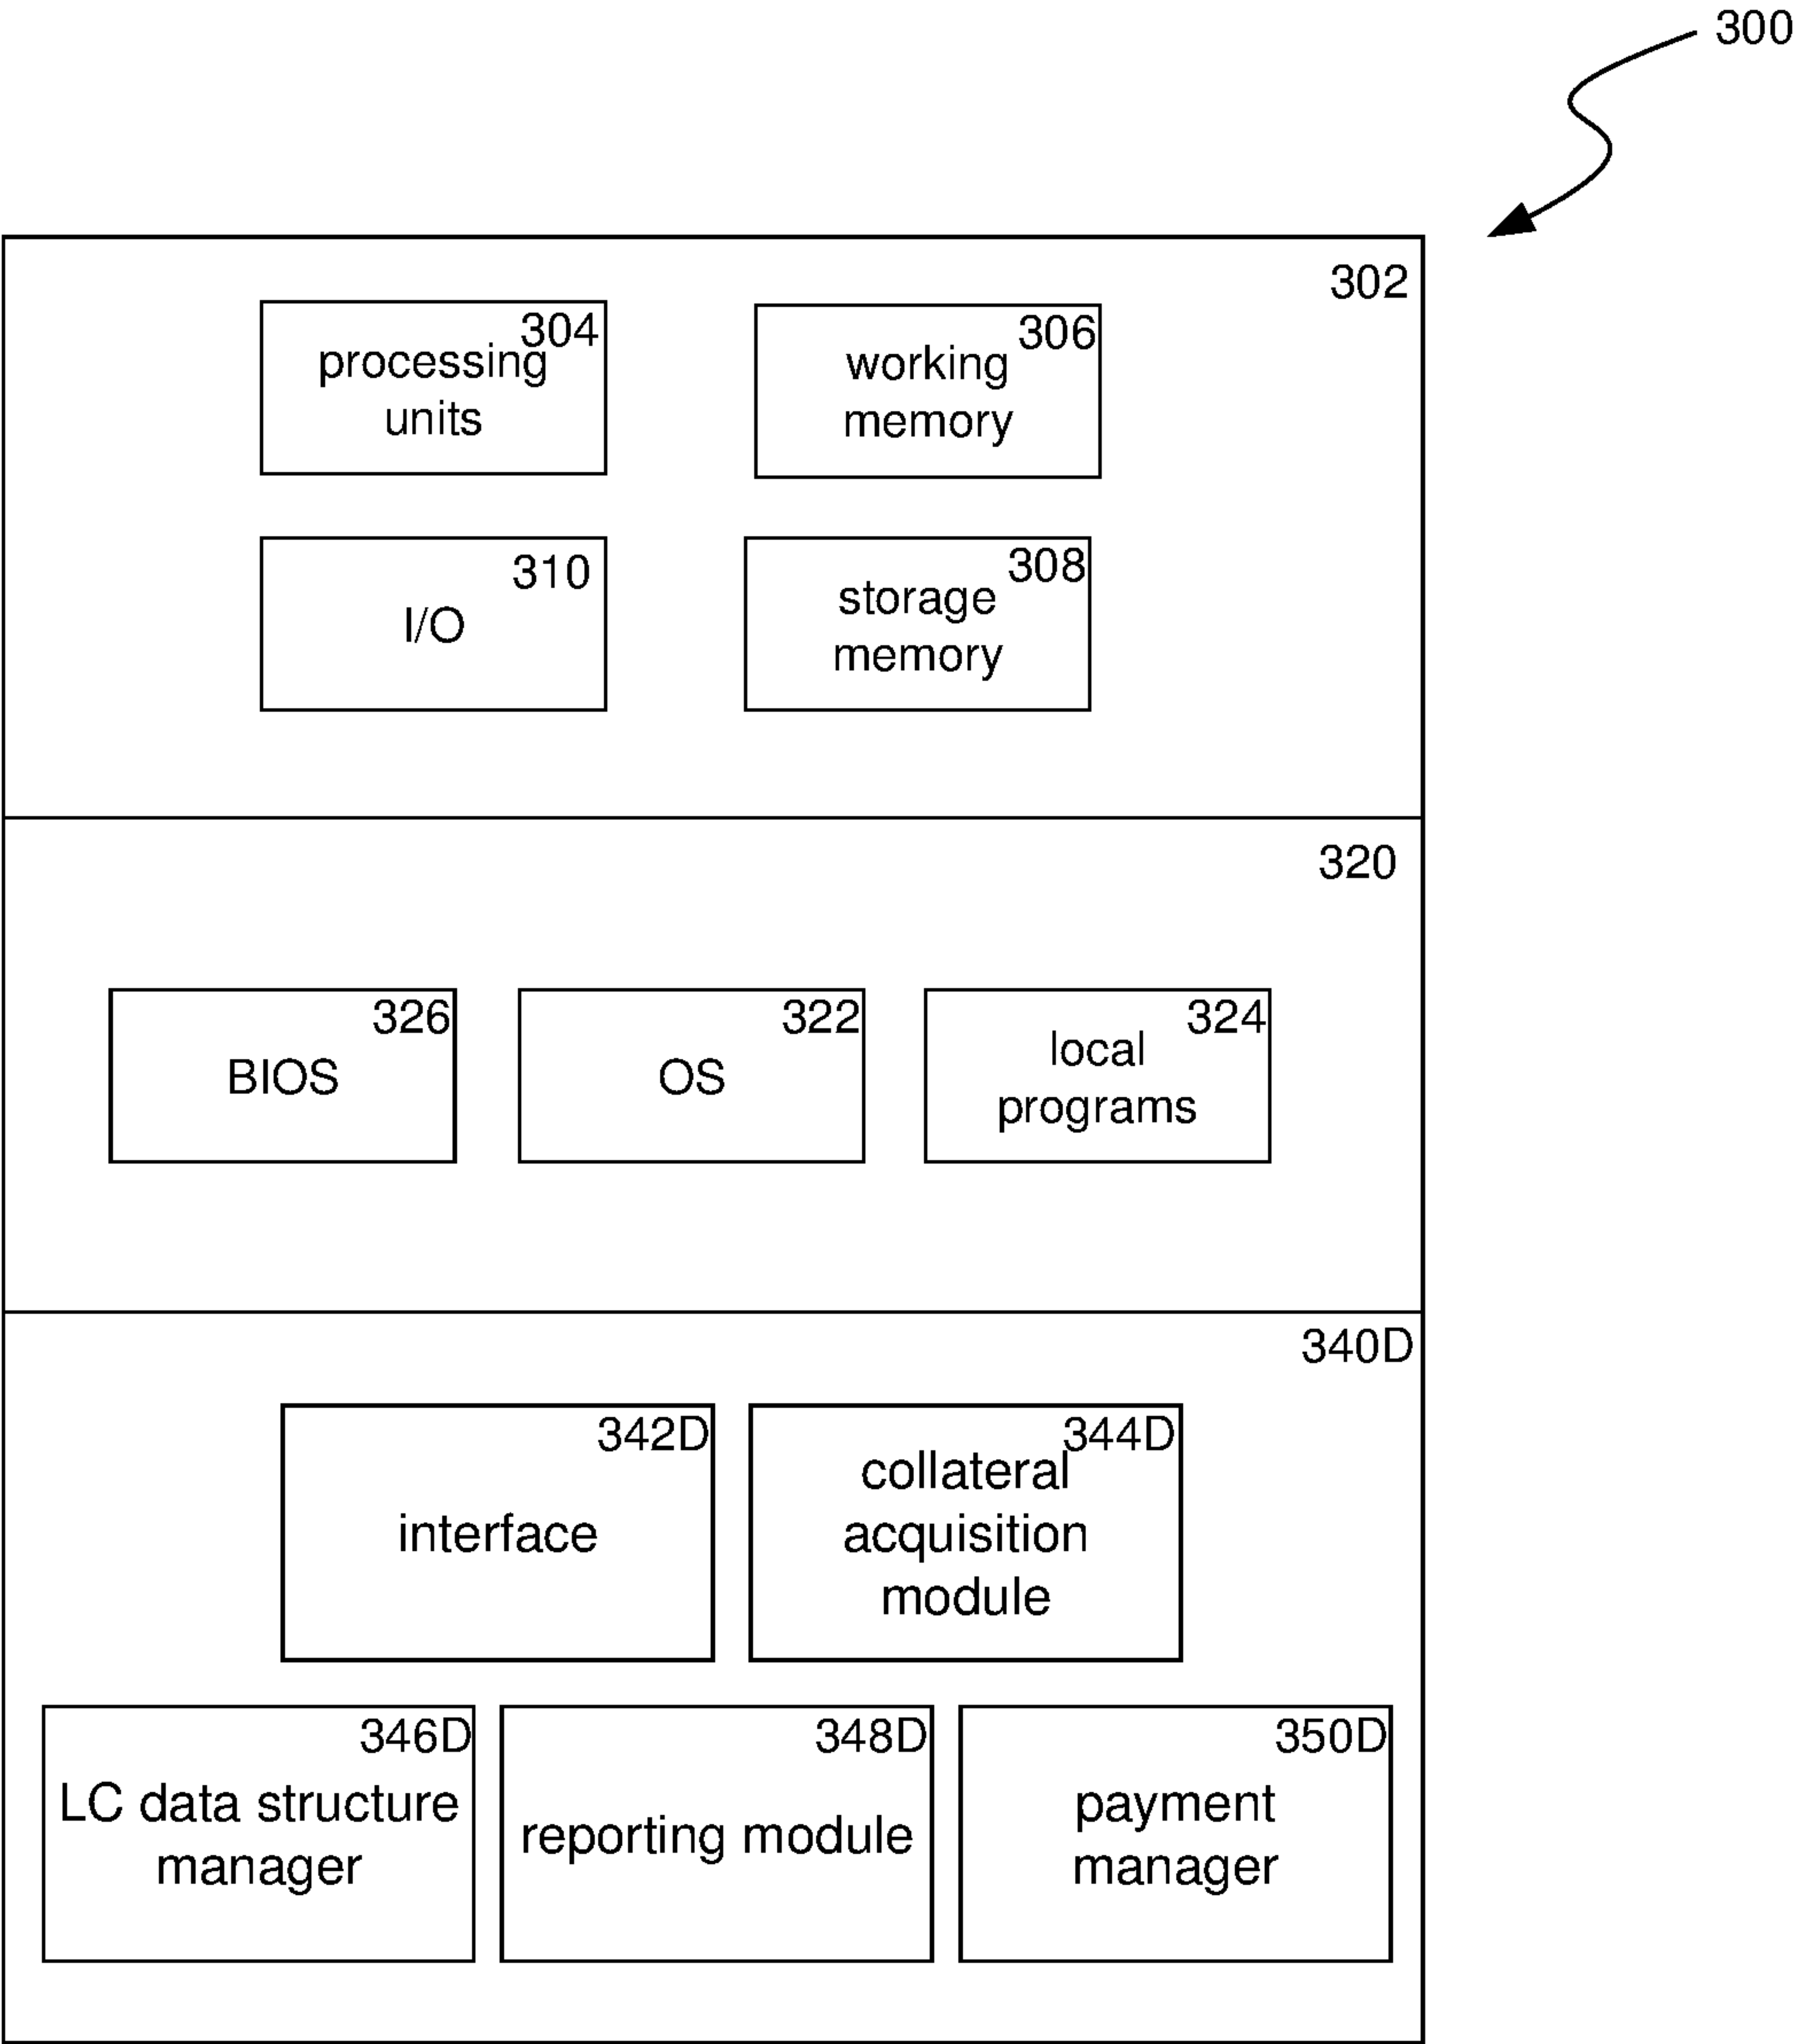 300
302
304
processing
units
306
working
memory
310
I/O
308
storage
memory
320
326
BIOS
322
OS
324
local
programs
340D
342D
interface
344D
collateral
acquisition
module
346D
LC data structure
manager
348D
reporting module
350D
payment
manager